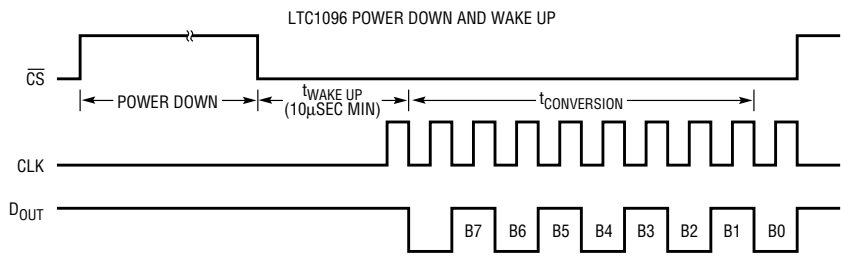 LTC1096 POWER DOWN AND WAKE UP
CS
POWER DOWN
tWAKE UP
(10µSEC MIN)
tCONVERSION
CLK
DOUT
B7 B6 B5 B4 B3 B2 B1 B0